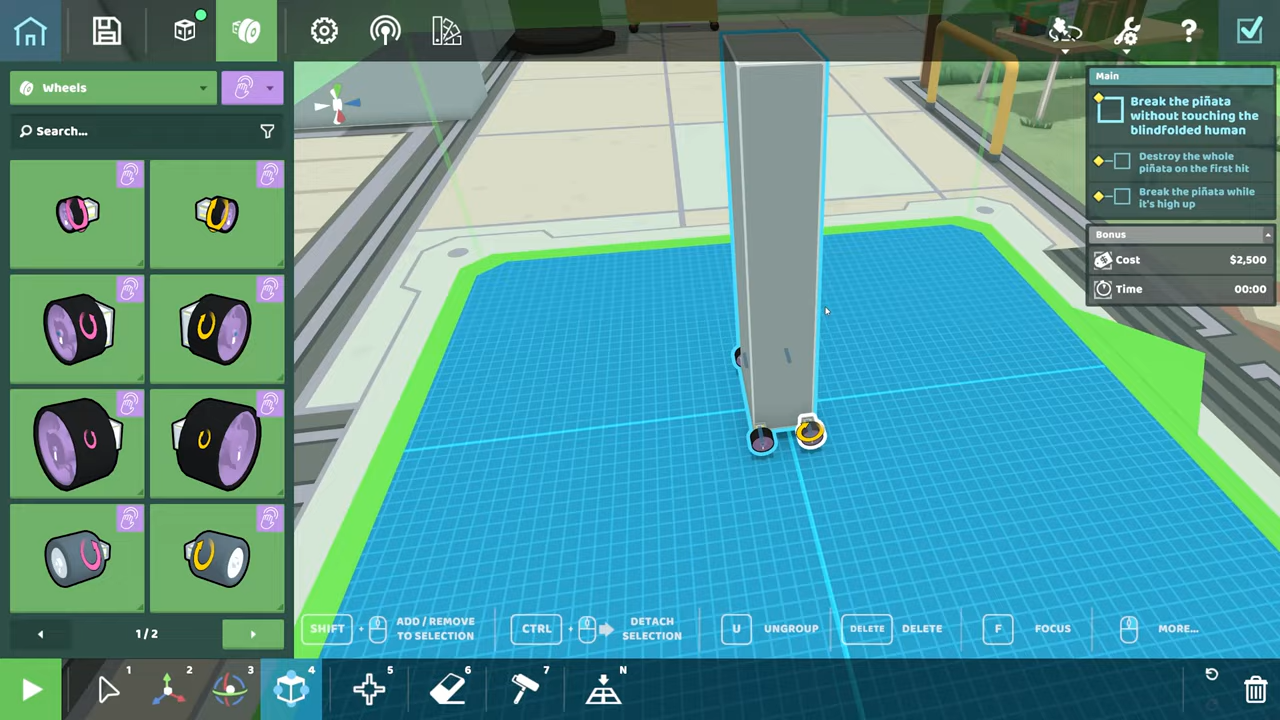 Wheels
Search...
1/2
Main
Break the piñata
without touching the
blindfolded human
Destroy the whole
piñata on the first hit
Break the piñata while
it's high up
Bonus
Cost $2,500
Time 00:00
SHIFT + ADD / REMOVE
TO SELECTION
CTRL + DETACH
SELECTION
U UNGROUP
DELETE DELETE
F FOCUS
MORE...
1 2 3 4 5 6 7 N